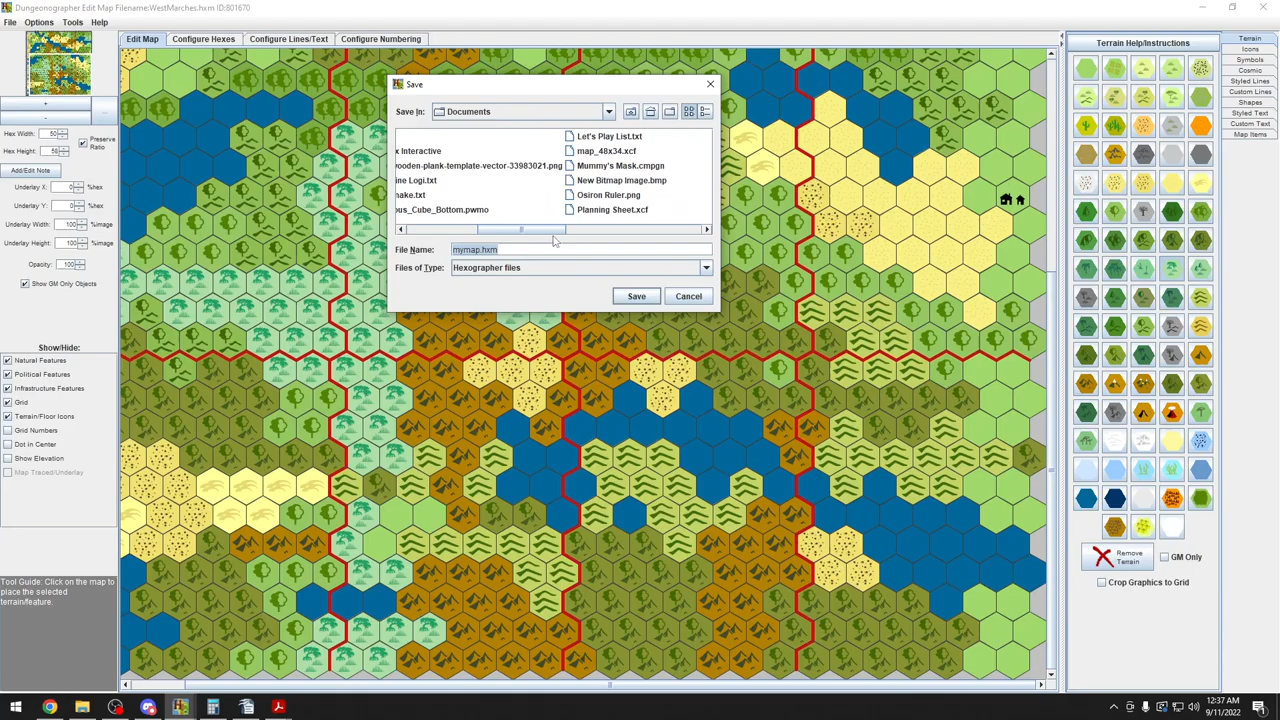 Dungeonographer Edit Map Filename:WestMarches.hxm ID:801670
File Options Tools Help
Edit Map Configure Hexes Configure Lines/Text Configure Numbering
Terrain Help/Instructions
Terrain
Icons
Symbols
Cosmic
Styled Lines
Custom Lines
Shapes
Styled Text
Custom Text
Map Items
+
-
Hex Width: 50
Hex Height: 58
Preserve
Ratio
Add/Edit Note
Underlay X: 0 %hex
Underlay Y: 0 %hex
Underlay Width: 100 %image
Underlay Height: 100 %image
Opacity: 100
Show GM Only Objects
Show/Hide:
Natural Features
Political Features
Infrastructure Features
Grid
Terrain/Floor Icons
Grid Numbers
Dot in Center
Show Elevation
Map Traced/Underlay
Tool Guide: Click on the map to
place the selected
terrain/feature.
Save
Save In: Documents
x Interactive
wooden-plank-template-vector-33983021.png
ine Logi.txt
nake.txt
ous_Cube_Bottom.pwmo
Let's Play List.txt
map_48x34.xcf
Mummy's Mask.cmpgn
New Bitmap Image.bmp
Osiron Ruler.png
Planning Sheet.xcf
File Name: mymap.hxm
Files of Type: Hexographer files
Save Cancel
Remove
Terrain
GM Only
Crop Graphics to Grid
12:37 AM
9/11/2022